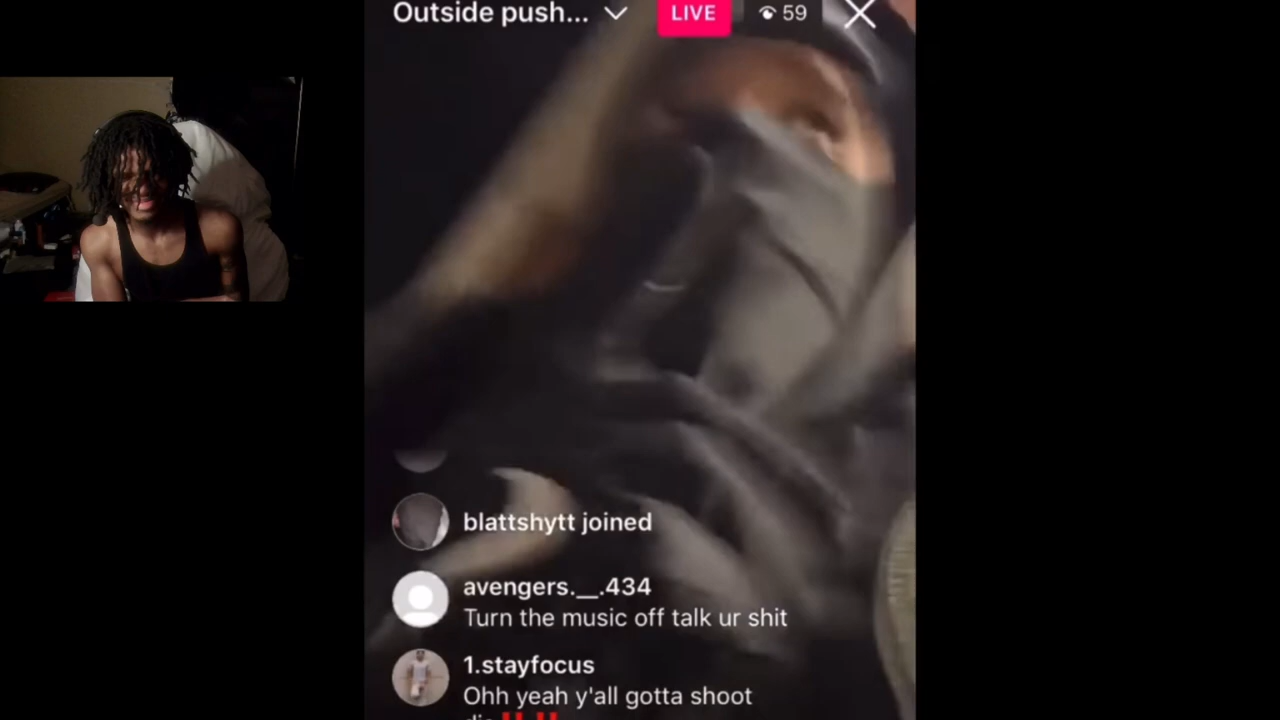 Outside push...
LIVE
59
blattshytt joined
avengers.__.434
Turn the music off talk ur shit
1.stayfocus
Ohh yeah y'all gotta shoot